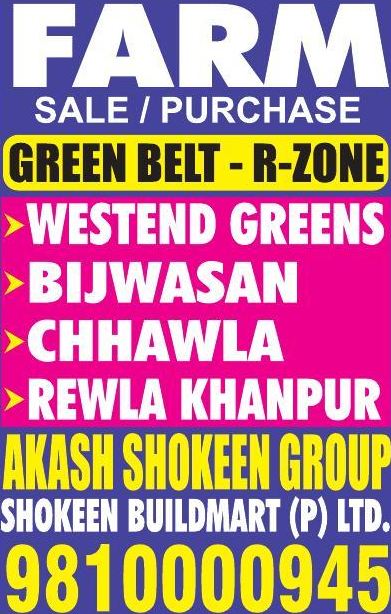 FARM
SALE / PURCHASE
GREEN BELT - R-ZONE
WESTEND GREENS
BIJWASAN
CHHAWLA
REWLA KHANPUR
AKASH SHOKEEN GROUP
SHOKEEN BUILDMART (P) LTD.
9810000945